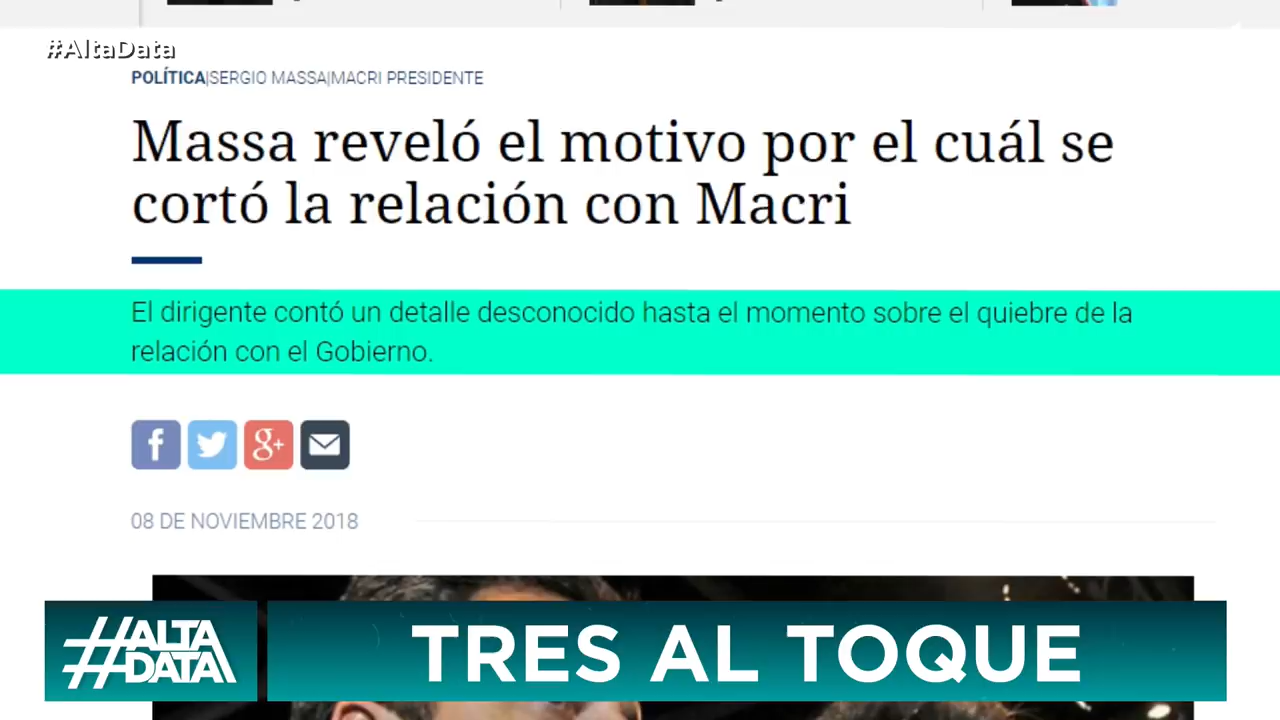 #AltaData
POLÍTICA|SERGIO MASSA|MACRI PRESIDENTE
Massa reveló el motivo por el cuál se
cortó la relación con Macri
El dirigente contó un detalle desconocido hasta el momento sobre el quiebre de la
relación con el Gobierno.
f g+
08 DE NOVIEMBRE 2018
#ALTA
DATA
TRES AL TOQUE